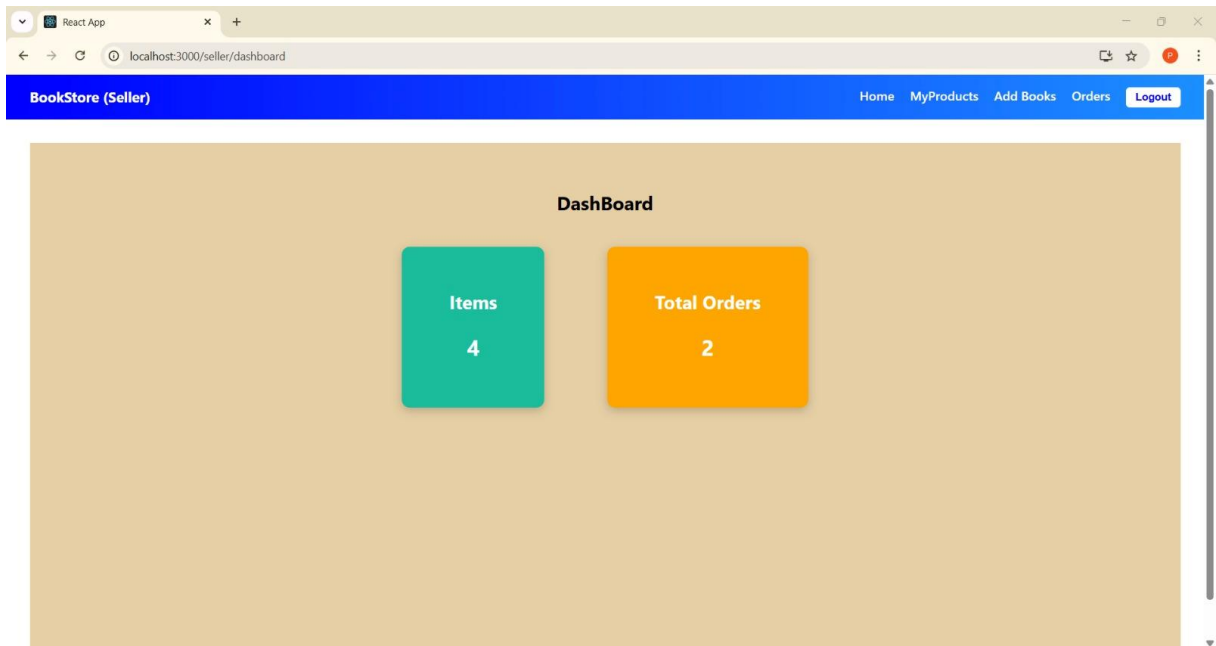 React App
localhost:3000/seller/dashboard
P
BookStore (Seller)
Home MyProducts Add Books Orders Logout
DashBoard
Items
4
Total Orders
2